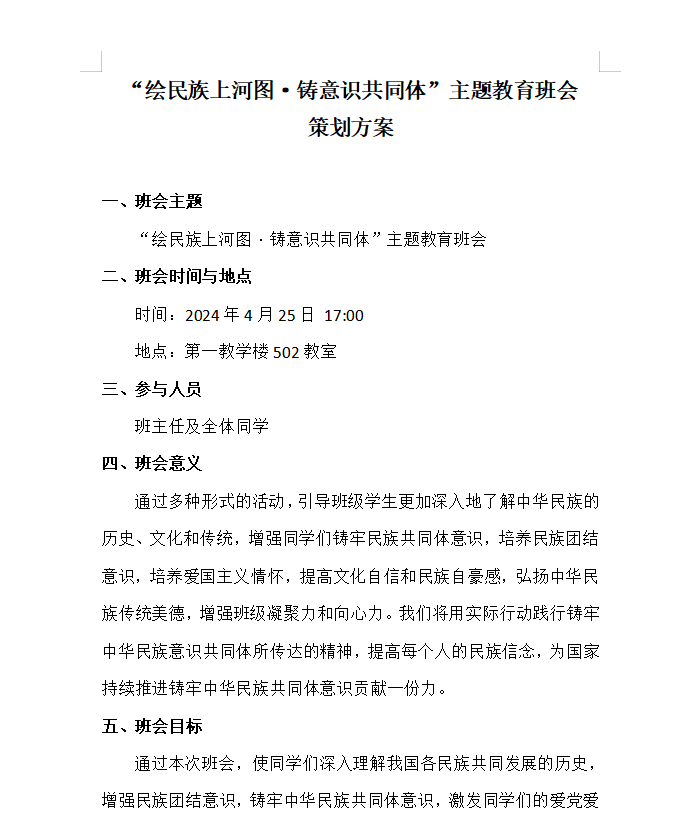 “绘民族上河图·铸意识共同体”主题教育班会
策划方案
一、班会主题
“绘民族上河图·铸意识共同体”主题教育班会
二、班会时间与地点
时间：2024 年 4 月 25 日 17:00
地点：第一教学楼 502 教室
三、参与人员
班主任及全体同学
四、班会意义
通过多种形式的活动，引导班级学生更加深入地了解中华民族的
历史、文化和传统，增强同学们铸牢民族共同体意识，培养民族团结
意识，培养爱国主义情怀，提高文化自信和民族自豪感，弘扬中华民
族传统美德，增强班级凝聚力和向心力。我们将用实际行动践行铸牢
中华民族意识共同体所传达的精神，提高每个人的民族信念，为国家
持续推进铸牢中华民族共同体意识贡献一份力。
五、班会目标
通过本次班会，使同学们深入理解我国各民族共同发展的历史，
增强民族团结意识，铸牢中华民族共同体意识，激发同学们的爱党爱